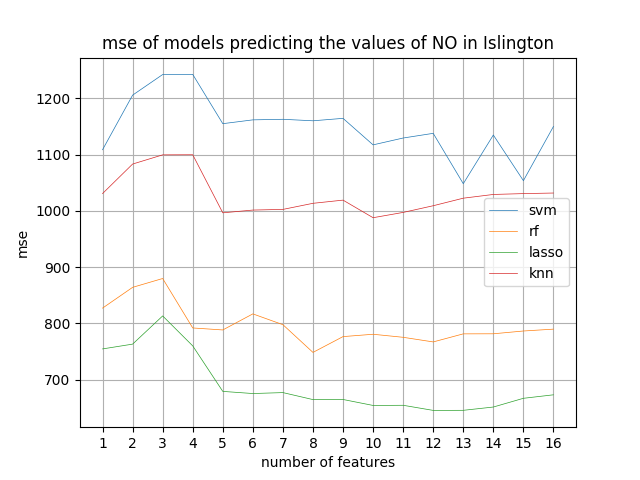 mse of models predicting the values of NO in Islington
1200
1100
1000
900
800
700
mse
svm
rf
lasso
knn
1 2 3 4 5 6 7 8 9 10 11 12 13 14 15 16
number of features